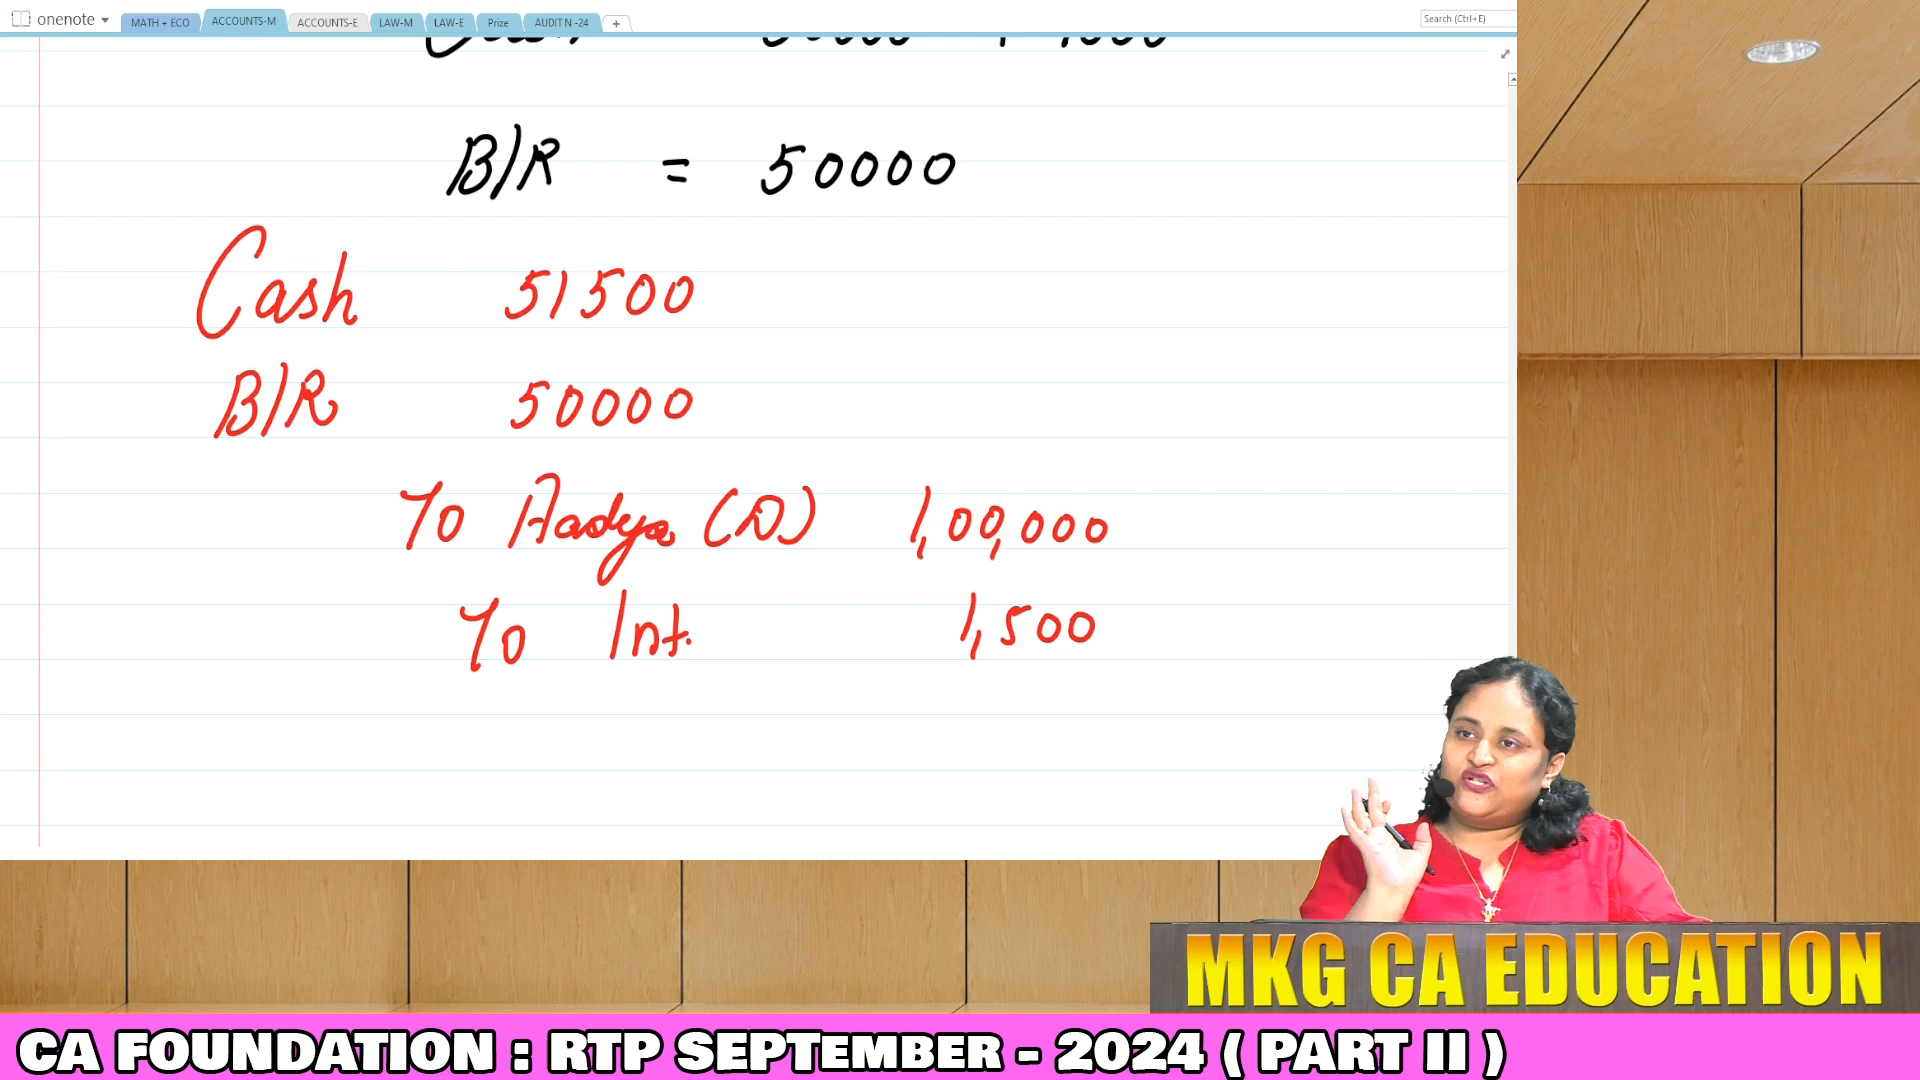 onenote
MATH + ECO
ACCOUNTS-M
ACCOUNTS-E
LAW-M
LAW-E
Prize
AUDIT N -24
+
Search (Ctrl+E)
B/R = 50000
Cash 51500
B/R 50000
To Aadya (D) 1,00,000
To Int. 1,500
MKG CA EDUCATION
CA FOUNDATION : RTP SEPTEMBER - 2024 ( PART II )